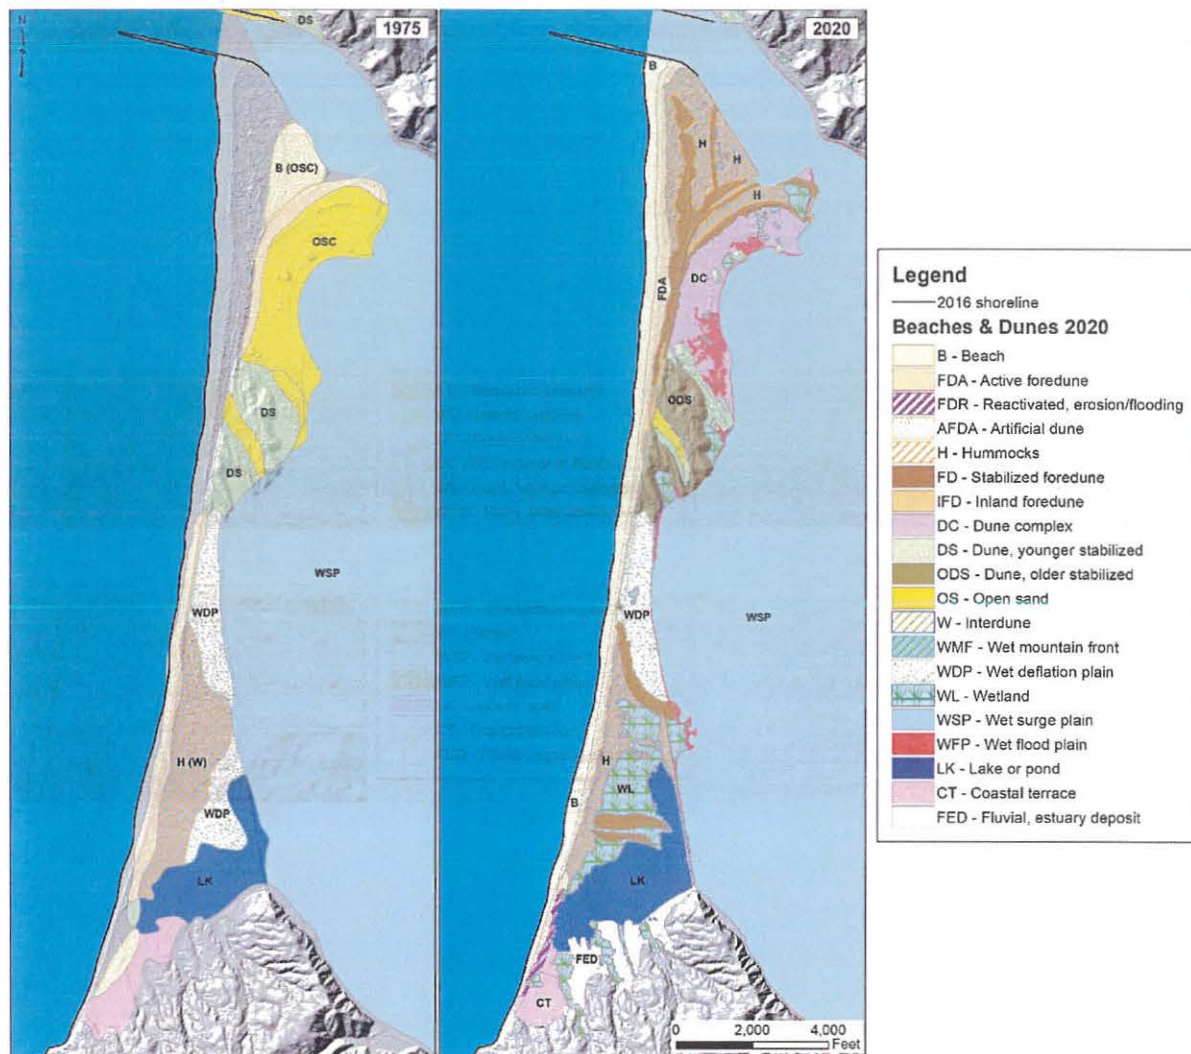 N
DS
1975
B (OSC)
OSC
DS
DS
WSP
WDP
H (W)
WDP
LK
2020
B
H
H
H
DC
FDA
ODS
WDP
WSP
H
WL
B
LK
FED
CT
0 2,000 4,000
Feet
Legend
2016 shoreline
Beaches & Dunes 2020
B - Beach
FDA - Active foredune
FDR - Reactivated, erosion/flooding
AFDA - Artificial dune
H - Hummocks
FD - Stabilized foredune
IFD - Inland foredune
DC - Dune complex
DS - Dune, younger stabilized
ODS - Dune, older stabilized
OS - Open sand
W - Interdune
WMF - Wet mountain front
WDP - Wet deflation plain
WL - Wetland
WSP - Wet surge plain
WFP - Wet flood plain
LK - Lake or pond
CT - Coastal terrace
FED - Fluvial, estuary deposit